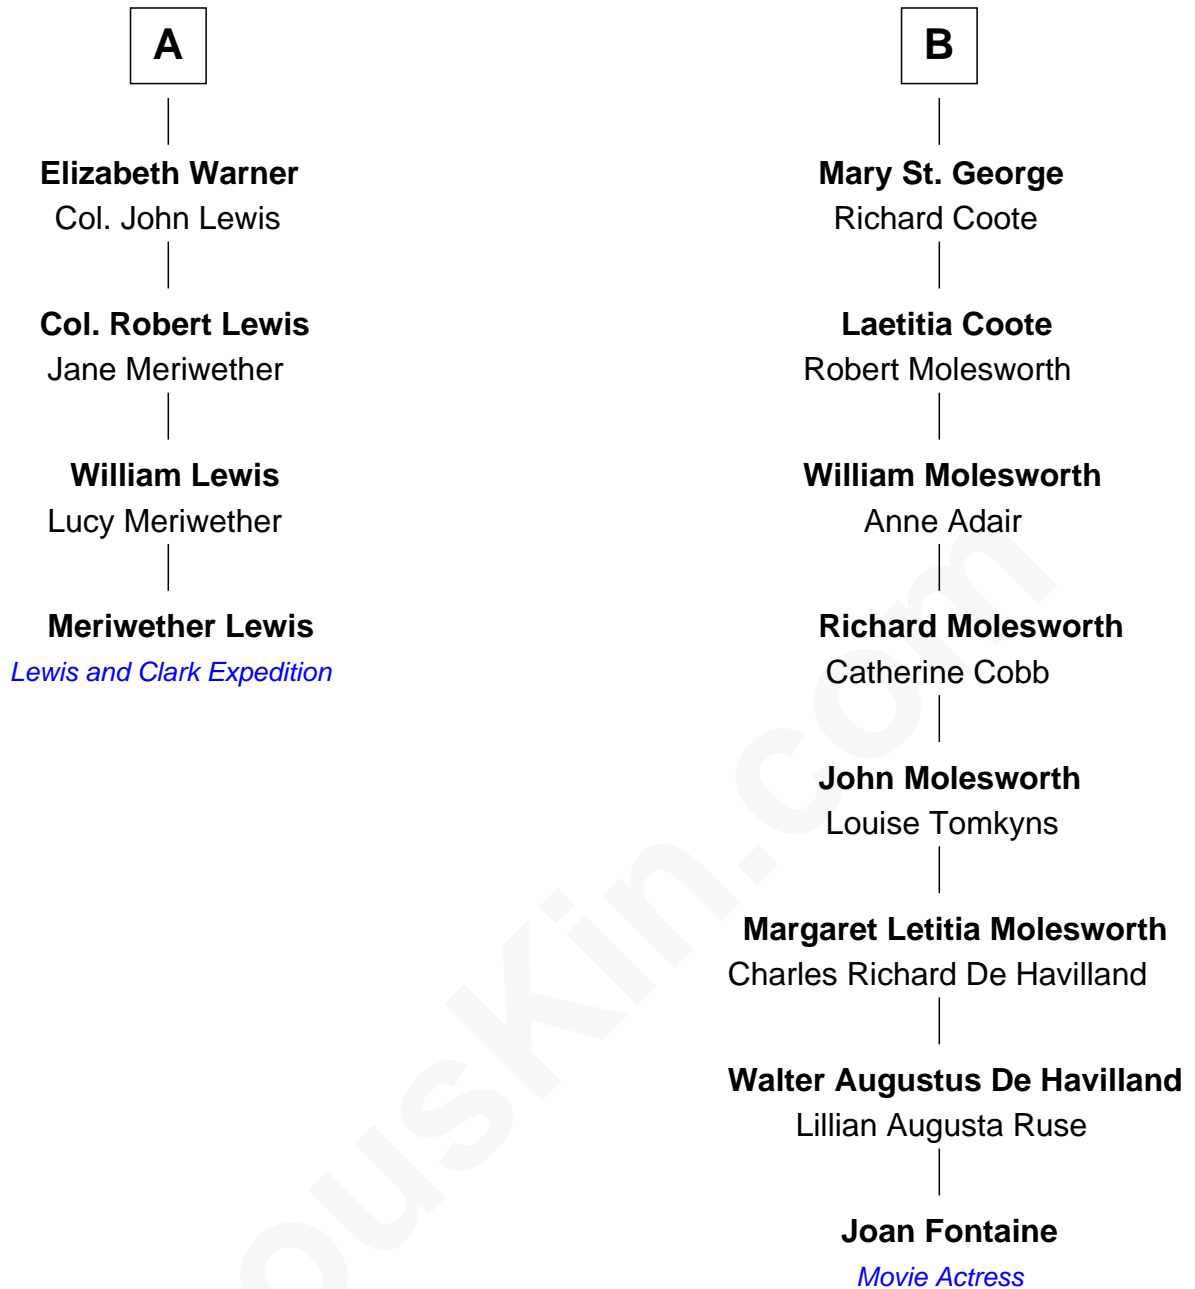 A
Elizabeth Warner
Col. John Lewis
Col. Robert Lewis
Jane Meriwether
William Lewis
Lucy Meriwether
Meriwether Lewis
Lewis and Clark Expedition
B
Mary St. George
Richard Coote
Laetitia Coote
Robert Molesworth
William Molesworth
Anne Adair
Richard Molesworth
Catherine Cobb
John Molesworth
Louise Tomkyns
Margaret Letitia Molesworth
Charles Richard De Havilland
Walter Augustus De Havilland
Lillian Augusta Ruse
Joan Fontaine
Movie Actress
ousKin.com